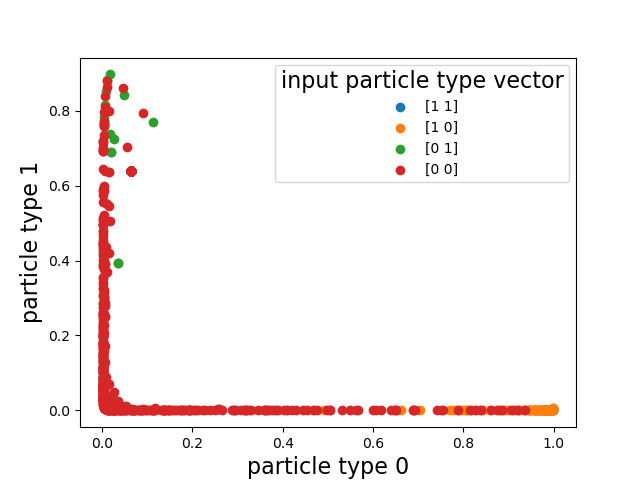 input particle type vector
[1 1]
[1 0]
[0 1]
[0 0]
particle type 1
0.8
0.6
0.4
0.2
0.0
0.0 0.2 0.4 0.6 0.8 1.0
particle type 0